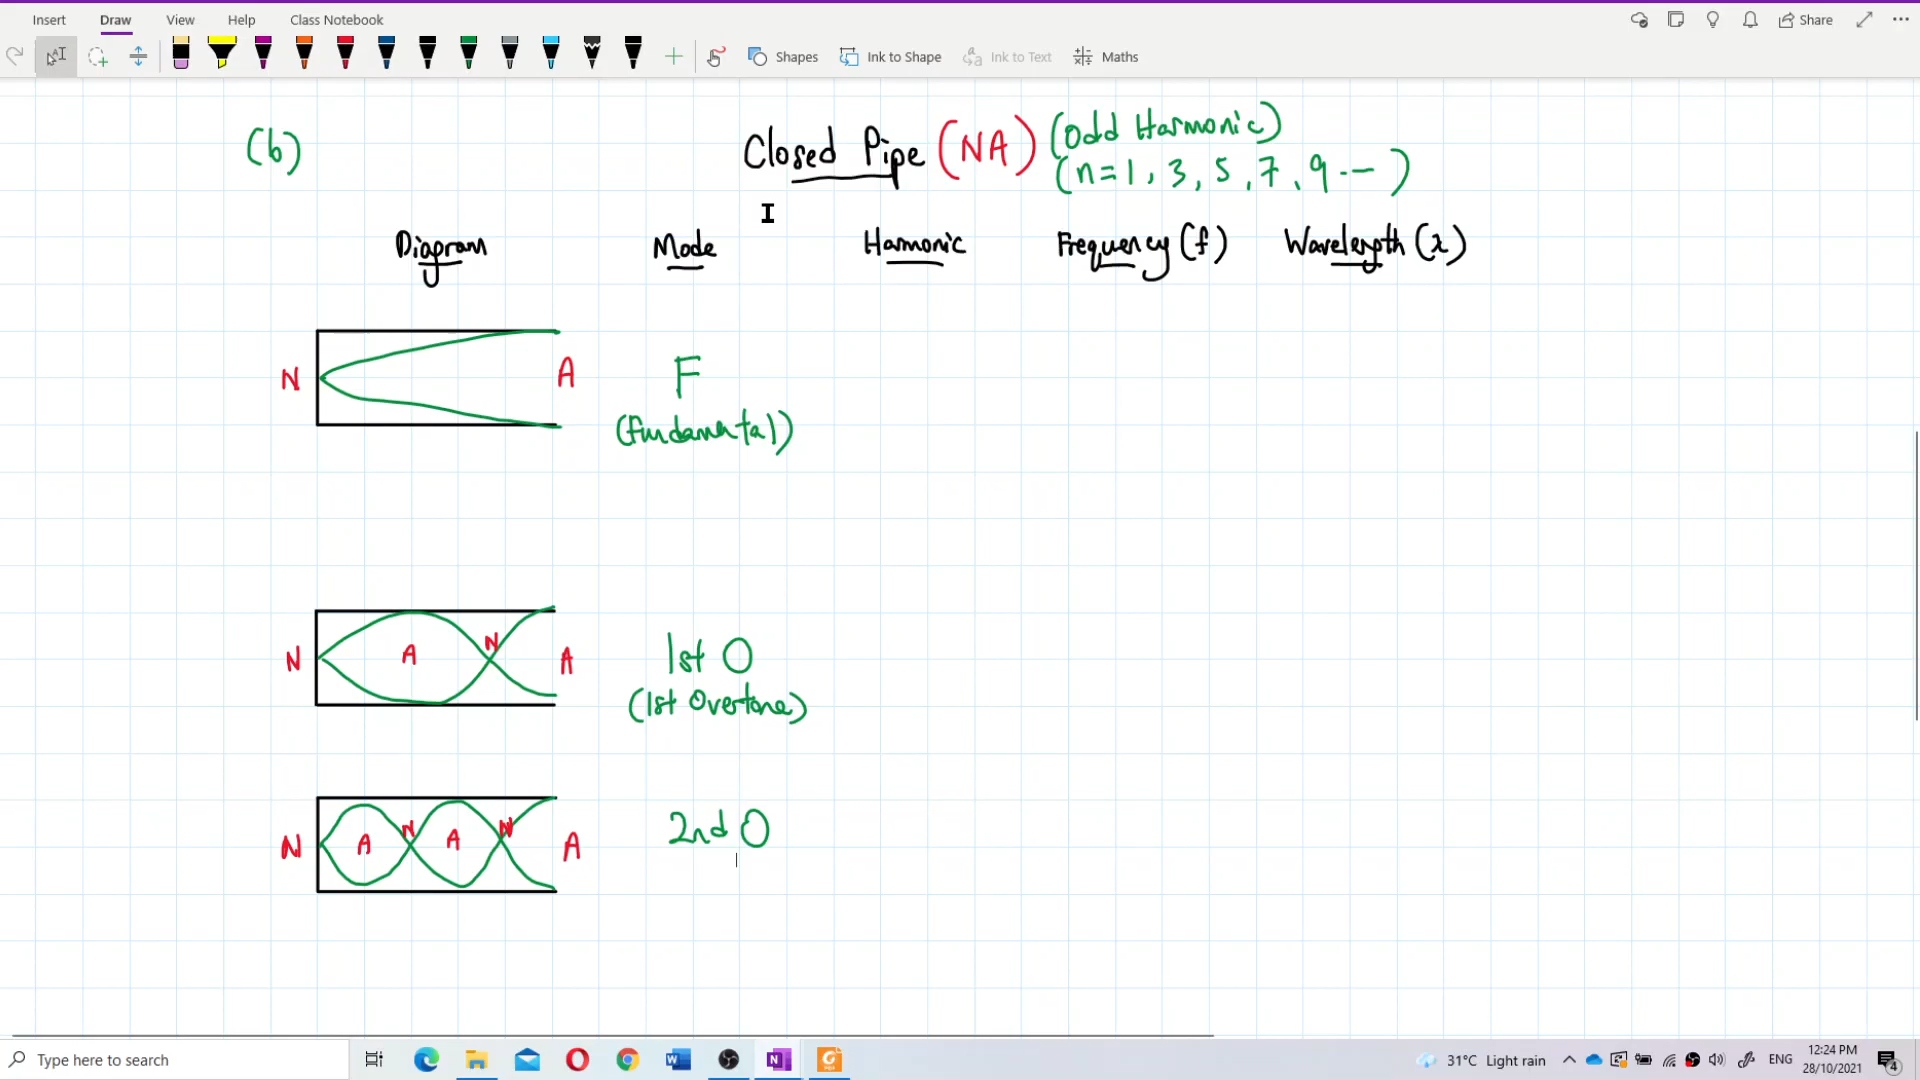 Insert Draw View Help Class Notebook Share
Shapes Ink to Shape Ink to Text Maths
(b) Closed Pipe (NA) (Odd Harmonic)
(n=1, 3, 5, 7, 9 ...)
Diagram Mode Harmonic Frequency (f) Wavelength (λ)
N A F
(fundamental)
N A N A 1st O
(1st Overtone)
N A N A N A 2nd O
Type here to search 31°C Light rain ENG 12:24 PM
28/10/2021 4